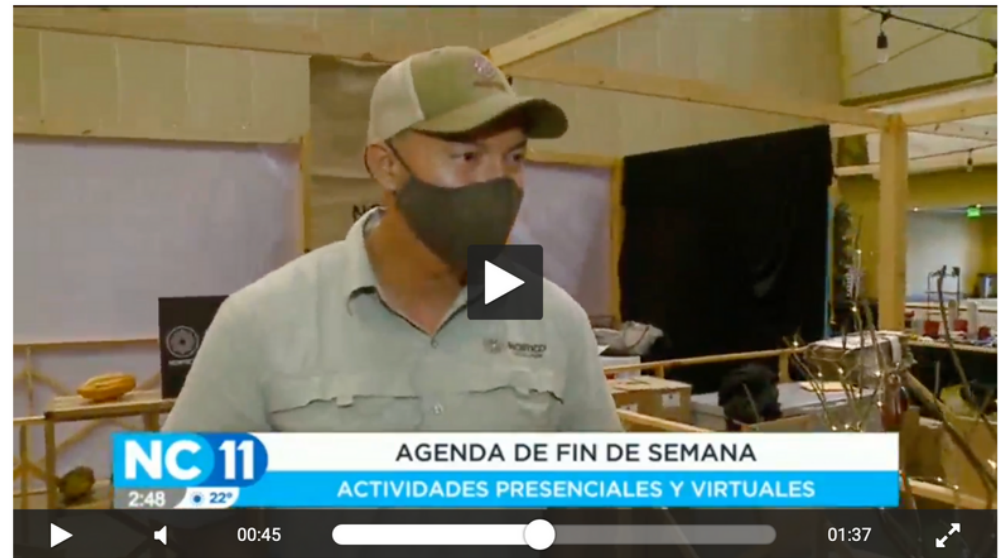 NC 11
AGENDA DE FIN DE SEMANA
ACTIVIDADES PRESENCIALES Y VIRTUALES
2:48 22°
00:45
01:37